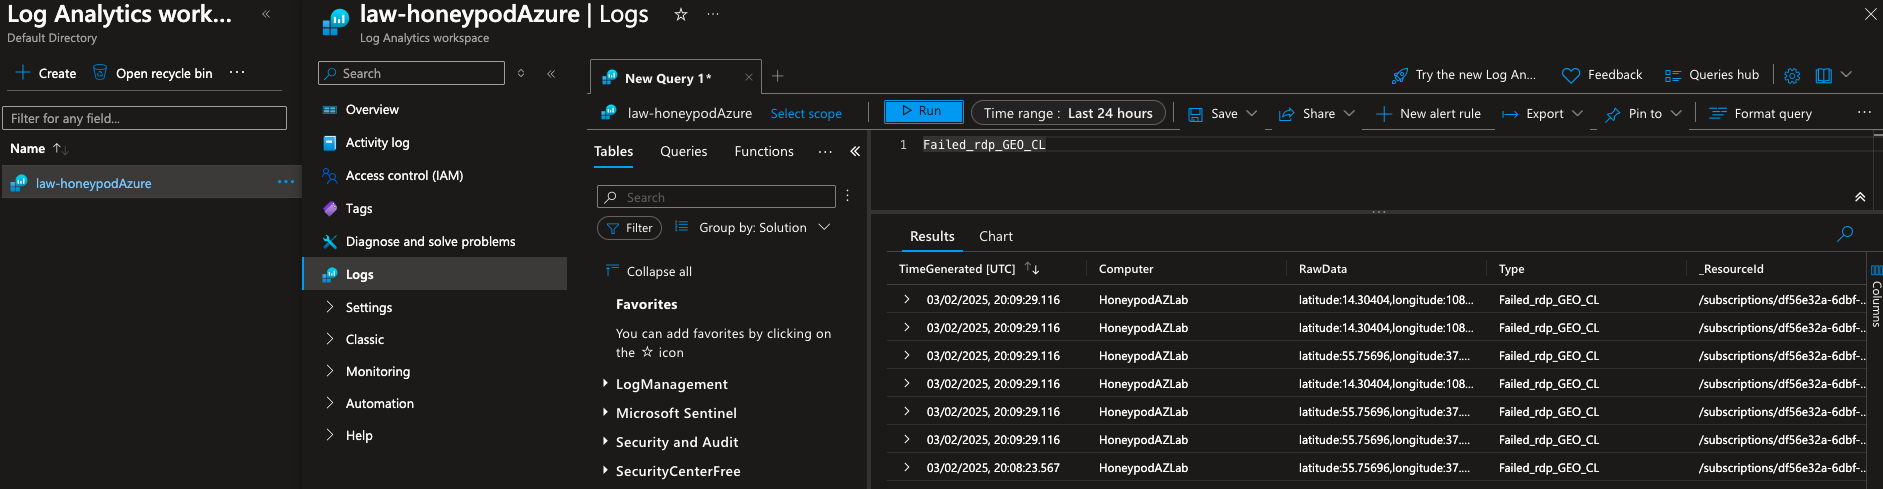 Log Analytics work...
Default Directory
Create
Open recycle bin
...
Filter for any field...
Name
law-honeypodAzure
...
law-honeypodAzure | Logs
...
Log Analytics workspace
Search
Overview
Activity log
Access control (IAM)
Tags
Diagnose and solve problems
Logs
Settings
Classic
Monitoring
Automation
Help
New Query 1*
Try the new Log An...
Feedback
Queries hub
law-honeypodAzure
Select scope
Run
Time range : Last 24 hours
Save
Share
New alert rule
Export
Pin to
Format query
...
Tables
Queries
Functions
...
Search
Filter
Group by: Solution
Collapse all
Favorites
You can add favorites by clicking on
the ☆ icon
LogManagement
Microsoft Sentinel
Security and Audit
SecurityCenterFree
1 Failed_rdp_GEO_CL
Results
Chart
TimeGenerated [UTC] Computer RawData Type _ResourceId
03/02/2025, 20:09:29.116 HoneypodAZLab latitude:14.30404,longitude:108... Failed_rdp_GEO_CL /subscriptions/df56e32a-6dbf-...
03/02/2025, 20:09:29.116 HoneypodAZLab latitude:14.30404,longitude:108... Failed_rdp_GEO_CL /subscriptions/df56e32a-6dbf-...
03/02/2025, 20:09:29.116 HoneypodAZLab latitude:55.75696,longitude:37.... Failed_rdp_GEO_CL /subscriptions/df56e32a-6dbf-...
03/02/2025, 20:09:29.116 HoneypodAZLab latitude:14.30404,longitude:108... Failed_rdp_GEO_CL /subscriptions/df56e32a-6dbf-...
03/02/2025, 20:09:29.116 HoneypodAZLab latitude:55.75696,longitude:37.... Failed_rdp_GEO_CL /subscriptions/df56e32a-6dbf-...
03/02/2025, 20:09:29.116 HoneypodAZLab latitude:55.75696,longitude:37.... Failed_rdp_GEO_CL /subscriptions/df56e32a-6dbf-...
03/02/2025, 20:08:23.567 HoneypodAZLab latitude:55.75696,longitude:37.... Failed_rdp_GEO_CL /subscriptions/df56e32a-6dbf-...
Columns